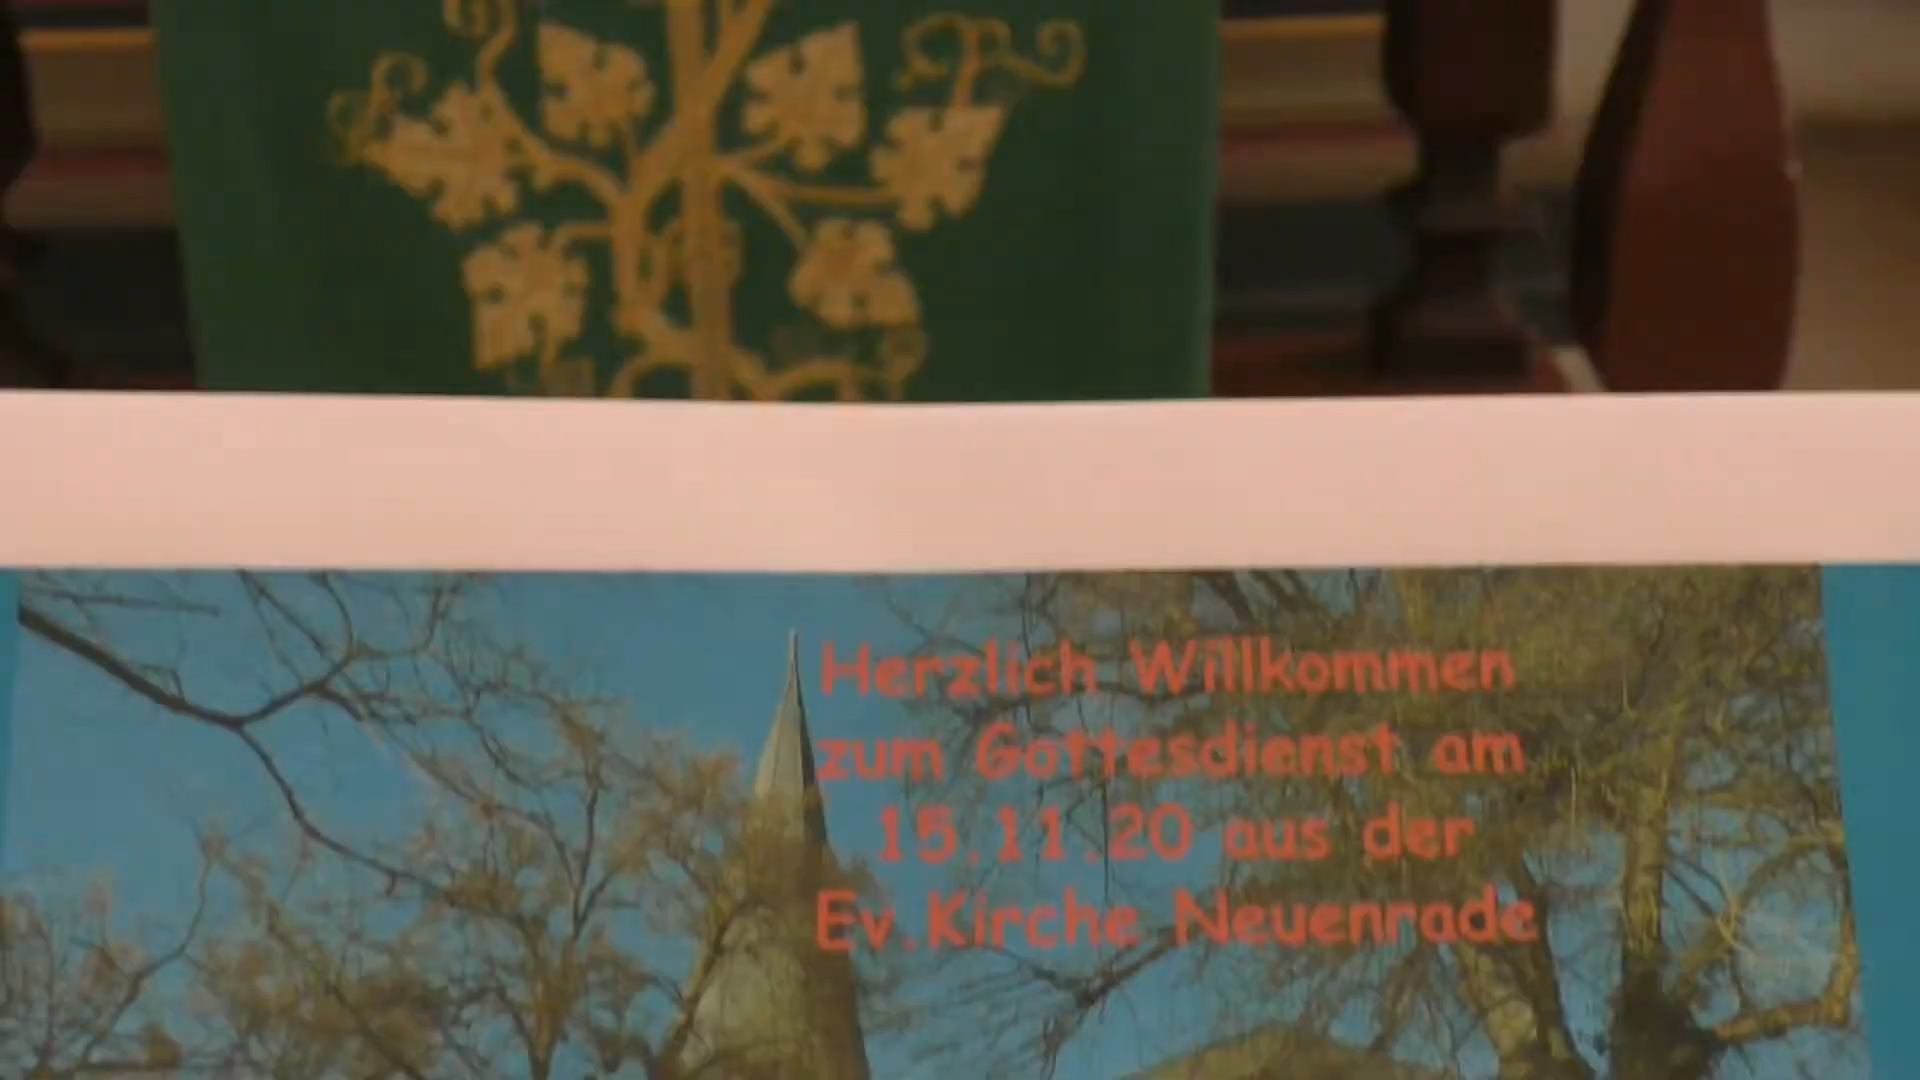 Herzlich Willkommen
zum Gottesdienst am
15.11.20 aus der
Ev.Kirche Neuenrade